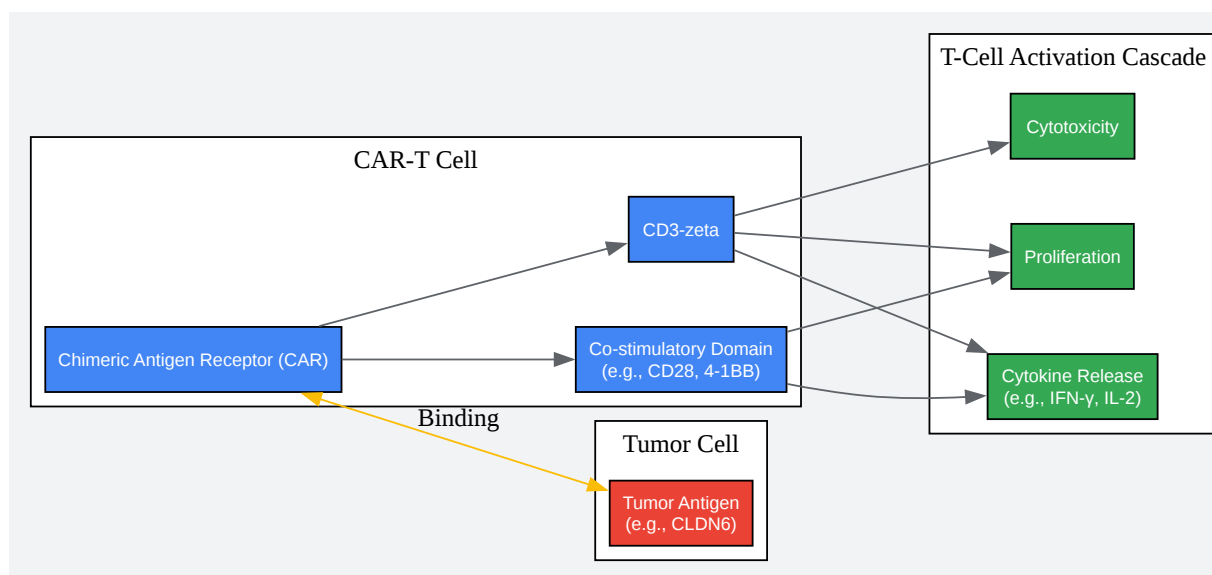 T-Cell Activation Cascade
Cytotoxicity
CAR-T Cell
CD3-zeta
Proliferation
Chimeric Antigen Receptor (CAR)
Co-stimulatory Domain
(e.g., CD28, 4-1BB)
Cytokine Release
(e.g., IFN-γ, IL-2)
Binding
Tumor Cell
Tumor Antigen
(e.g., CLDN6)